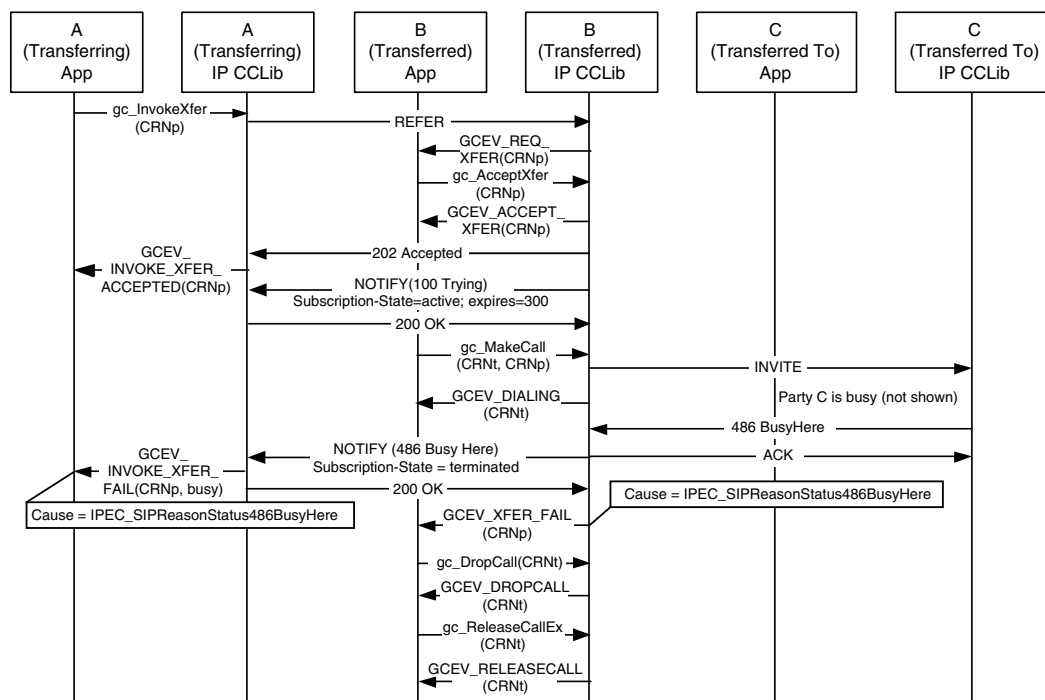 A
(Transferring)
App
A
(Transferring)
IP CCLib
B
(Transferred)
App
B
(Transferred)
IP CCLib
C
(Transferred To)
App
C
(Transferred To)
IP CCLib
gc_InvokeXfer
(CRNp)
REFER
GCEV_REQ_
XFER(CRNp)
gc_AcceptXfer
(CRNp)
GCEV_ACCEPT_
XFER(CRNp)
202 Accepted
GCEV_
INVOKE_XFER_
ACCEPTED(CRNp)
NOTIFY(100 Trying)
Subscription-State=active; expires=300
200 OK
gc_MakeCall
(CRNt, CRNp)
INVITE
GCEV_DIALING
(CRNt)
Party C is busy (not shown)
486 BusyHere
NOTIFY (486 Busy Here)
Subscription-State = terminated
ACK
GCEV_
INVOKE_XFER_
FAIL(CRNp, busy)
200 OK
Cause = IPEC_SIPReasonStatus486BusyHere
Cause = IPEC_SIPReasonStatus486BusyHere
GCEV_XFER_FAIL
(CRNp)
gc_DropCall(CRNt)
GCEV_DROPCALL
(CRNt)
gc_ReleaseCallEx
(CRNt)
GCEV_RELEASECALL
(CRNt)